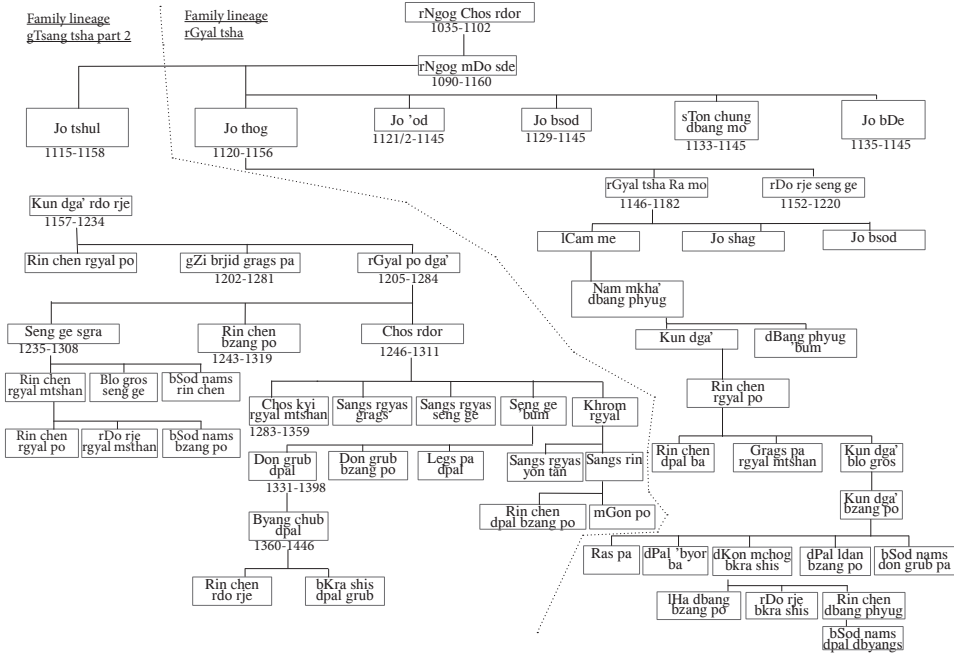 Family lineage
gTsang tsha part 2
Family lineage
rGyal tsha
rNgog Chos rdor
1035-1102
rNgog mDo sde
1090-1160
Jo tshul
1115-1158
Jo thog
1120-1156
Jo 'od
1121/2-1145
Jo bsod
1129-1145
sTon chung
dbang mo
1133-1145
Jo bDe
1135-1145
rGyal tsha Ra mo
1146-1182
rDo rje seng ge
1152-1220
Kun dga' rdo rje
1157-1234
lCam me
Jo shag
Jo bsod
Rin chen rgyal po
gZi brjid grags pa
1202-1281
rGyal po dga'
1205-1284
Nam mkha'
dbang phyug
Seng ge sgra
1235-1308
Rin chen
bzang po
1243-1319
Chos rdor
1246-1311
Kun dga'
dBang phyug
'bum
Rin chen
rgyal mtshan
Blo gros
seng ge
bSod nams
rin chen
Rin chen
rgyal po
Chos kyi
rgyal mtshan
1283-1359
Sangs rgyas
grags
Sangs rgyas
seng ge
Seng ge
'bum
Khrom
rgyal
Rin chen
rgyal po
rDo rje
rgyal msthan
bSod nams
bzang po
Rin chen
dpal ba
Grags pa
rgyal mtshan
Kun dga'
blo gros
Don grub
dpal
1331-1398
Don grub
bzang po
Legs pa
dpal
Sangs rgyas
yon tan
Sangs rin
Kun dga'
bzang po
Rin chen
dpal bzang po
mGon po
Byang chub
dpal
1360-1446
Ras pa
dPal 'byor
ba
dKon mchog
bkra shis
dPal ldan
bzang po
bSod nams
don grub pa
Rin chen
rdo rje
bKra shis
dpal grub
lHa dbang
bzang po
rDo rje
bkra shis
Rin chen
dbang phyug
bSod nams
dpal dbyangs